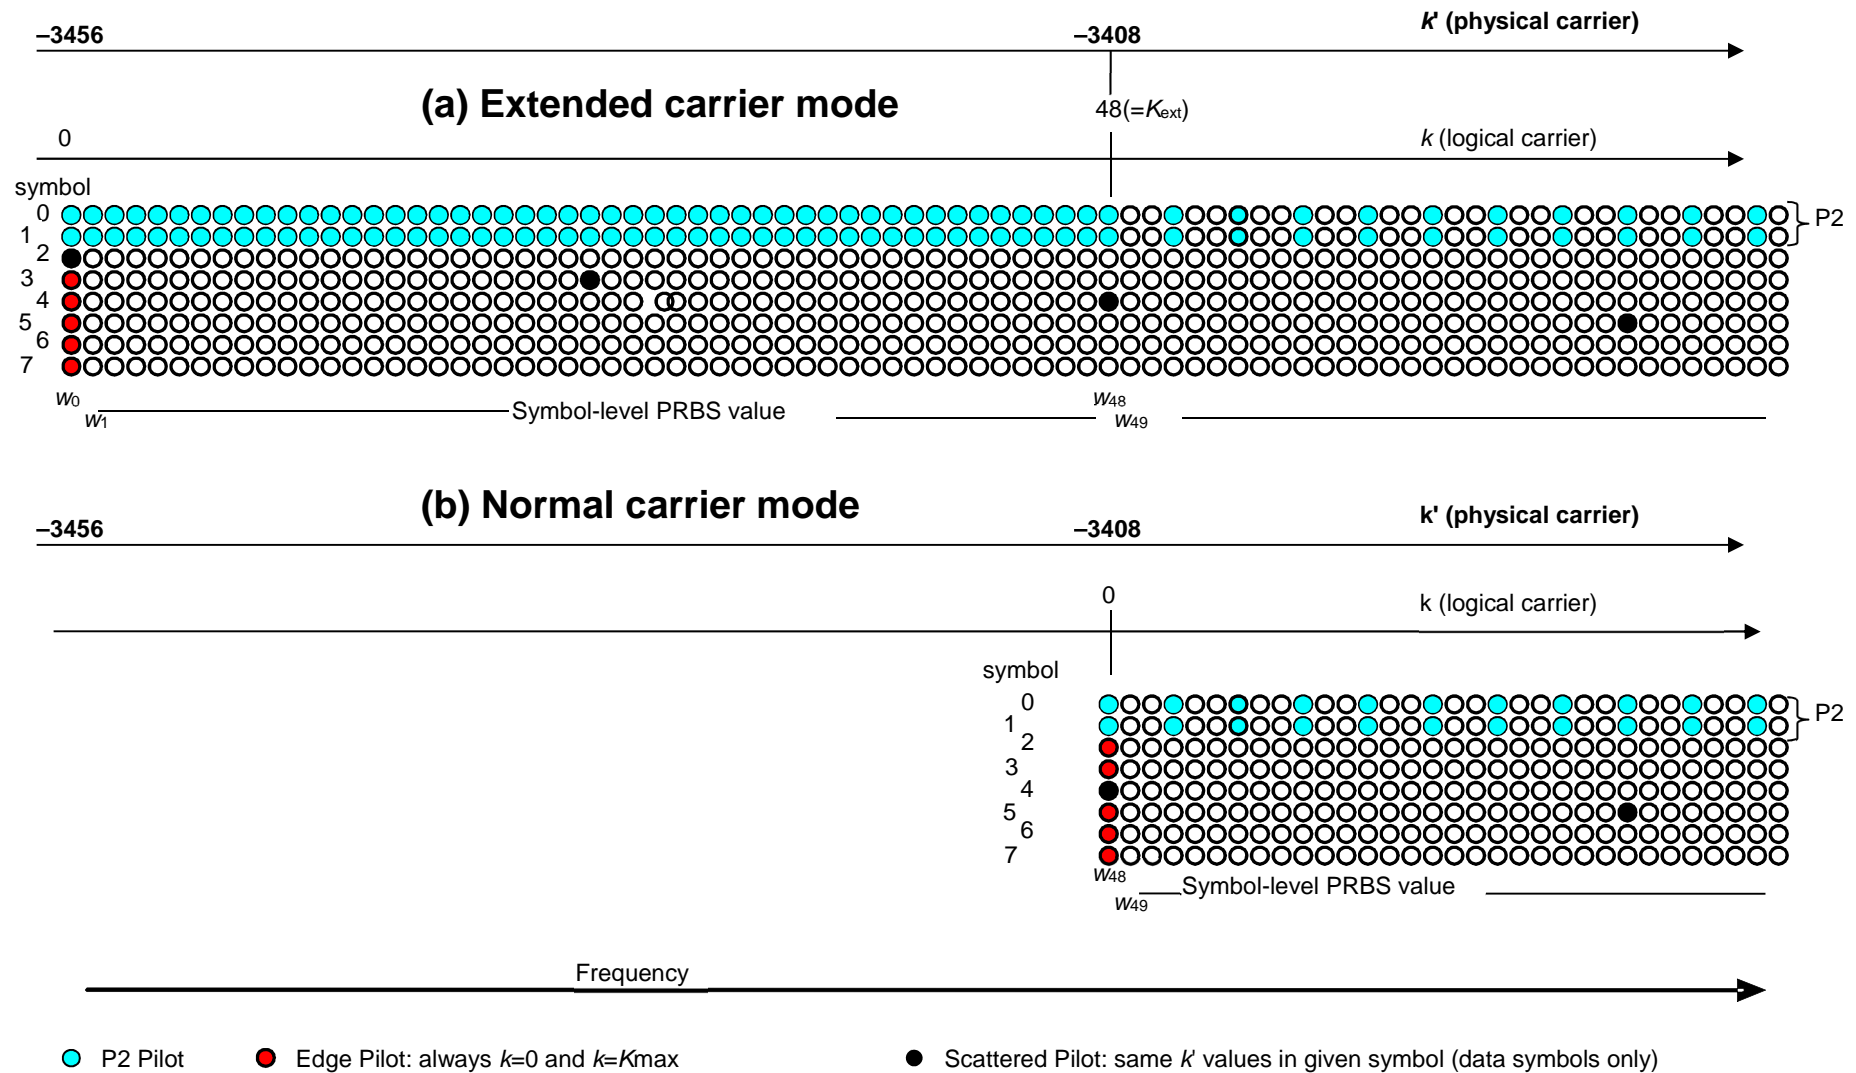 k' (physical carrier)
–3456 –3408
(a) Extended carrier mode
48(=Kext)
0
k (logical carrier)
symbol
0
1
2
3
4
5
6
7
P2
w0
w1
Symbol-level PRBS value
w48
w49
(b) Normal carrier mode
–3456 –3408
k' (physical carrier)
0
k (logical carrier)
symbol
0
1
2
3
4
5
6
7
P2
w48
w49
Symbol-level PRBS value
Frequency
P2 Pilot
Edge Pilot: always k=0 and k=Kmax
Scattered Pilot: same k' values in given symbol (data symbols only)